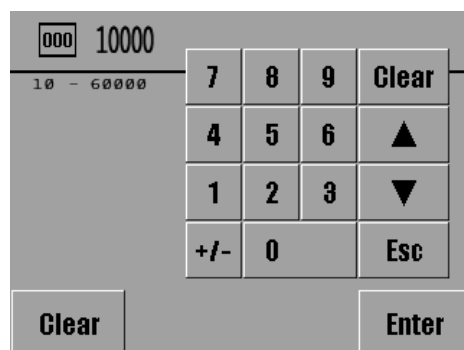 000 10000
10 - 60000
7 8 9 Clear
4 5 6 ▲
1 2 3 ▼
+/- 0 Esc
Clear Enter